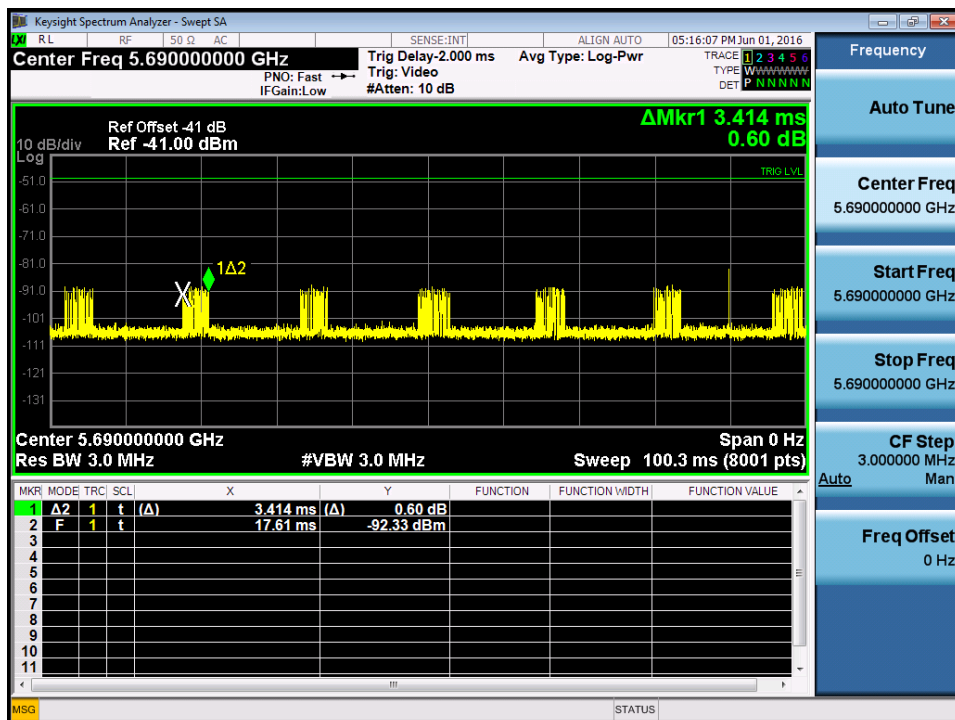 Keysight Spectrum Analyzer - Swept SA
LXI RL RF 50 Ω AC SENSE:INT ALIGN AUTO 05:16:07 PM Jun 01, 2016
Center Freq 5.690000000 GHz
PNO: Fast
IFGain:Low
Trig Delay-2.000 ms
Trig: Video
#Atten: 10 dB
Avg Type: Log-Pwr
TRACE 1 2 3 4 5 6
TYPE WWWWWW
DET P N N N N N
ΔMkr1 3.414 ms
0.60 dB
Ref Offset -41 dB
10 dB/div Ref -41.00 dBm
Log
TRIG LVL
-51.0
-61.0
-71.0
-81.0
1Δ2
-91.0
-101
-111
-121
-131
Center 5.690000000 GHz Span 0 Hz
Res BW 3.0 MHz #VBW 3.0 MHz Sweep 100.3 ms (8001 pts)
MKR MODE TRC SCL X Y FUNCTION FUNCTION WIDTH FUNCTION VALUE
1 Δ2 1 t (Δ) 3.414 ms (Δ) 0.60 dB
2 F 1 t 17.61 ms -92.33 dBm
3
4
5
6
7
8
9
10
11
MSG STATUS
Frequency
Auto Tune
Center Freq
5.690000000 GHz
Start Freq
5.690000000 GHz
Stop Freq
5.690000000 GHz
CF Step
3.000000 MHz
Auto Man
Freq Offset
0 Hz